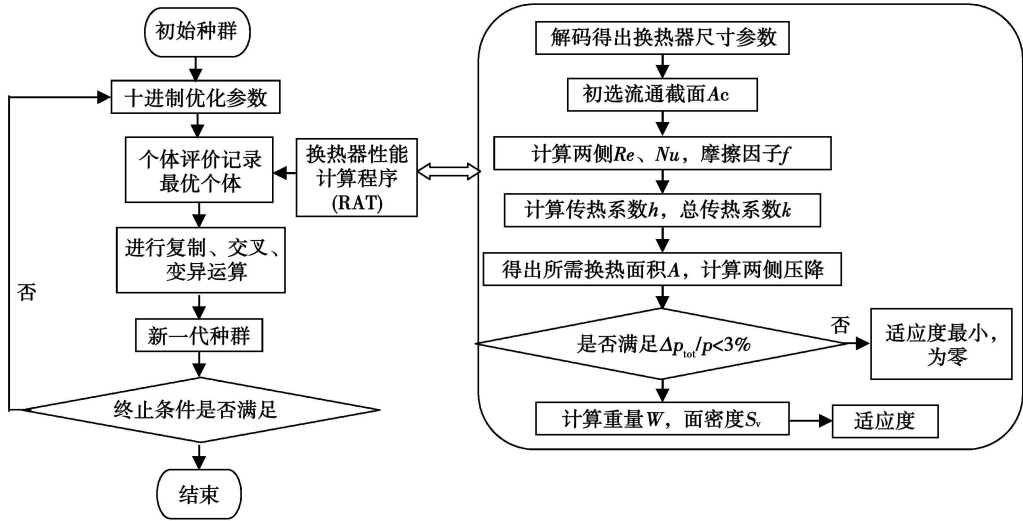 初始种群
十进制优化参数
个体评价记录
最优个体
换热器性能
计算程序
(RAT)
进行复制、交叉、
变异运算
否
新一代种群
终止条件是否满足
结束
解码得出换热器尺寸参数
初选流通截面Ac
计算两侧Re、Nu，摩擦因子f
计算传热系数h，总传热系数k
得出所需换热面积A，计算两侧压降
是否满足Δptot/p<3%
否
适应度最小，
为零
计算重量W，面密度Sv
适应度